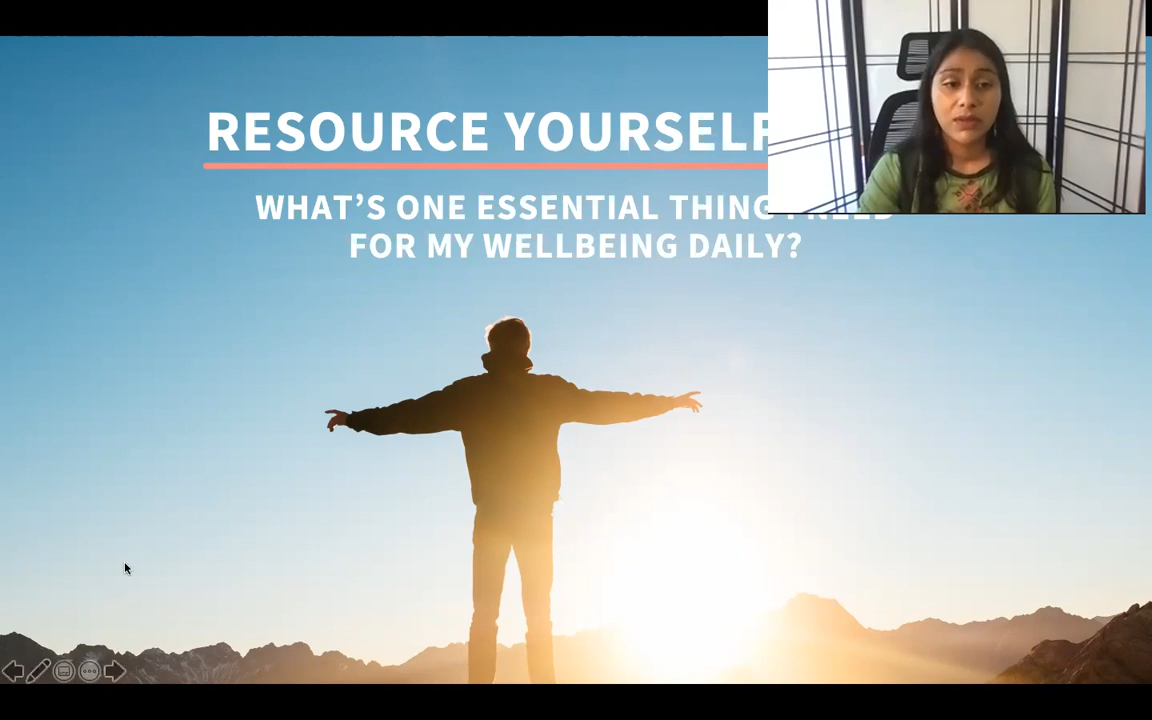 RESOURCE YOURSELF
WHAT'S ONE ESSENTIAL THING
FOR MY WELLBEING DAILY?